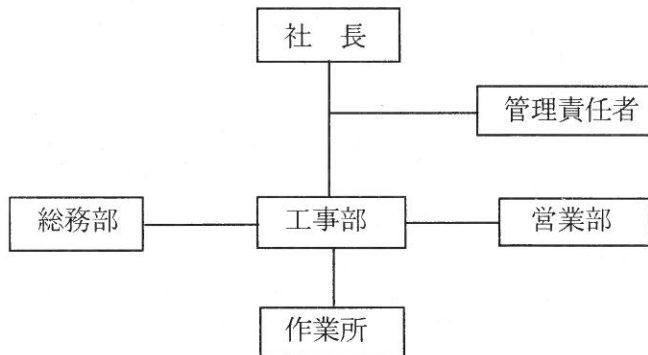 社 長
管理責任者
総務部
工事部
営業部
作業所